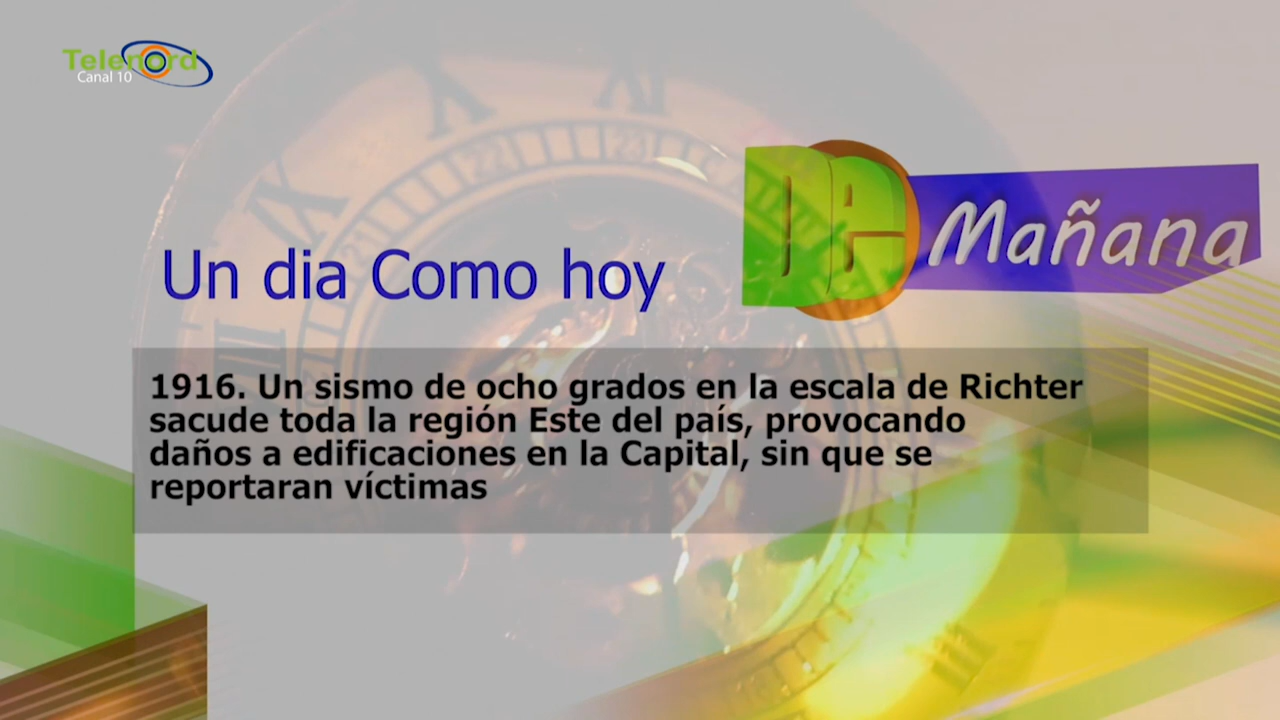 Telenord
Canal 10
De Mañana
Un dia Como hoy
1916. Un sismo de ocho grados en la escala de Richter
sacude toda la región Este del país, provocando
daños a edificaciones en la Capital, sin que se
reportaran víctimas